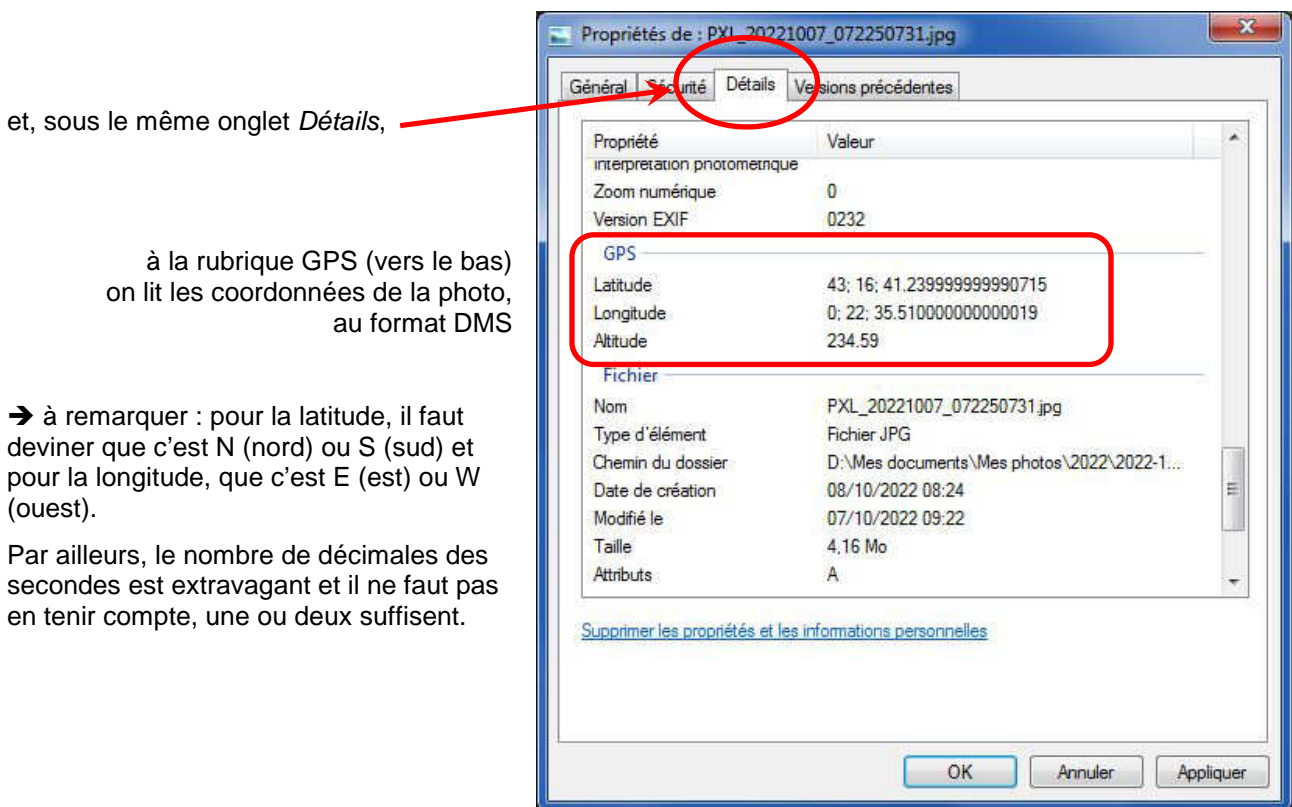 et, sous le même onglet Détails,
à la rubrique GPS (vers le bas)
on lit les coordonnées de la photo,
au format DMS
➔ à remarquer : pour la latitude, il faut
deviner que c’est N (nord) ou S (sud) et
pour la longitude, que c’est E (est) ou W
(ouest).
Par ailleurs, le nombre de décimales des
secondes est extravagant et il ne faut pas
en tenir compte, une ou deux suffisent.
Propriétés de : PXL_20221007_072250731.jpg
Général Sécurité Détails Versions précédentes
Propriété Valeur
Interprétation photométrique
Zoom numérique 0
Version EXIF 0232
GPS
Latitude 43; 16; 41.239999999990715
Longitude 0; 22; 35.510000000000019
Altitude 234.59
Fichier
Nom PXL_20221007_072250731.jpg
Type d'élément Fichier JPG
Chemin du dossier D:\Mes documents\Mes photos\2022\2022-1...
Date de création 08/10/2022 08:24
Modifié le 07/10/2022 09:22
Taille 4,16 Mo
Attributs A
Supprimer les propriétés et les informations personnelles
OK Annuler Appliquer